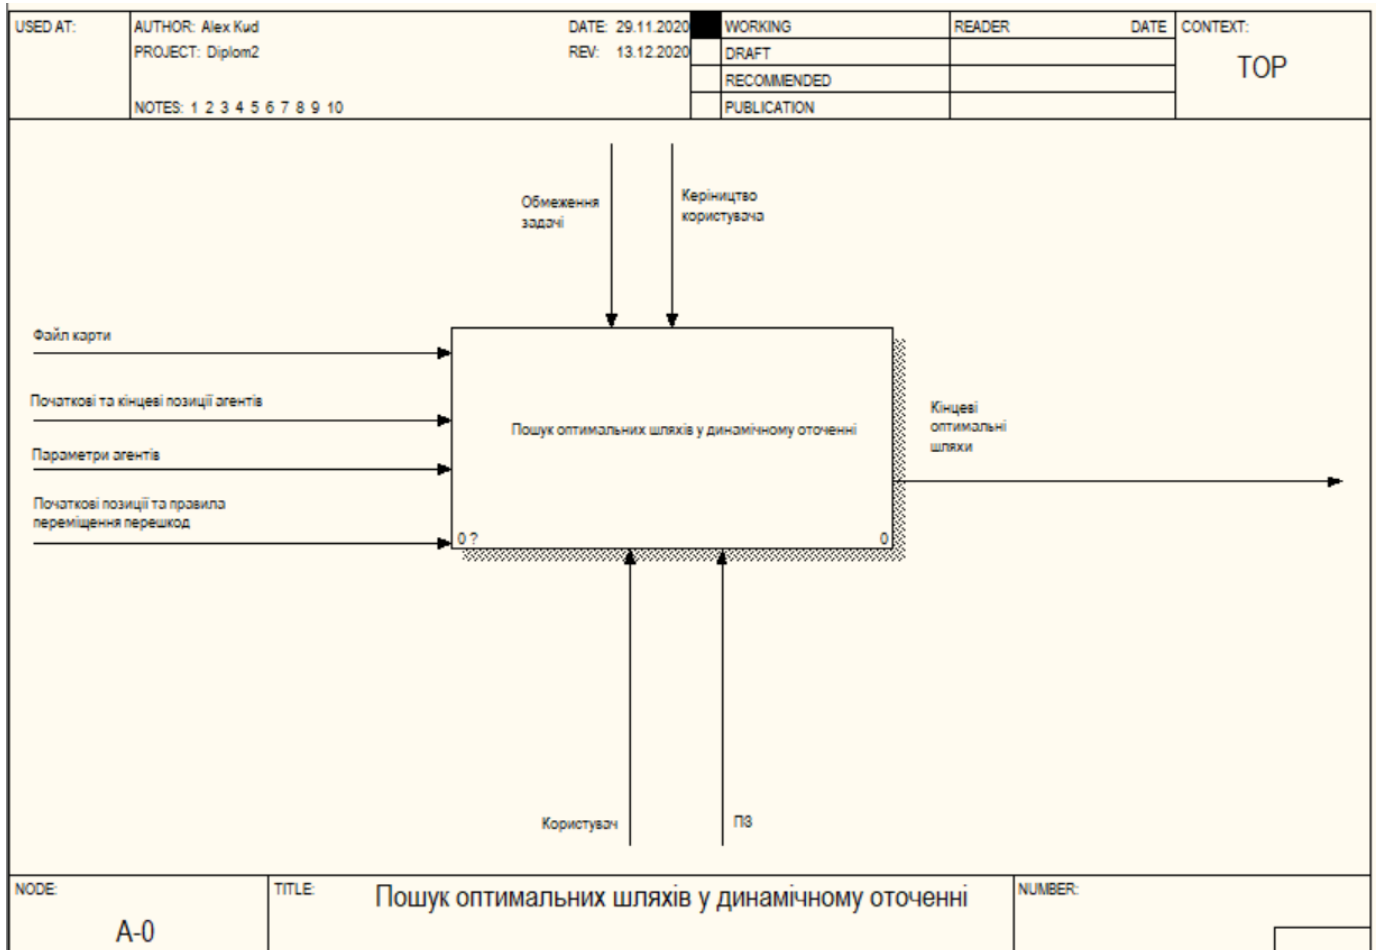 USED AT:
AUTHOR: Alex Kud
DATE: 29.11.2020
WORKING
READER
DATE
CONTEXT:
PROJECT: Diplom2
REV: 13.12.2020
DRAFT
TOP
RECOMMENDED
NOTES: 1 2 3 4 5 6 7 8 9 10
PUBLICATION
Обмеження
задачі
Керіництво
користувача
Файл карти
Початкові та кінцеві позиції агентів
Параметри агентів
Початкові позиції та правила
переміщення перешкод
Пошук оптимальних шляхів у динамічному оточенні
0 ?
0
Кінцеві
оптимальні
шляхи
Користувач
ПЗ
NODE:
A-0
TITLE:
Пошук оптимальних шляхів у динамічному оточенні
NUMBER: